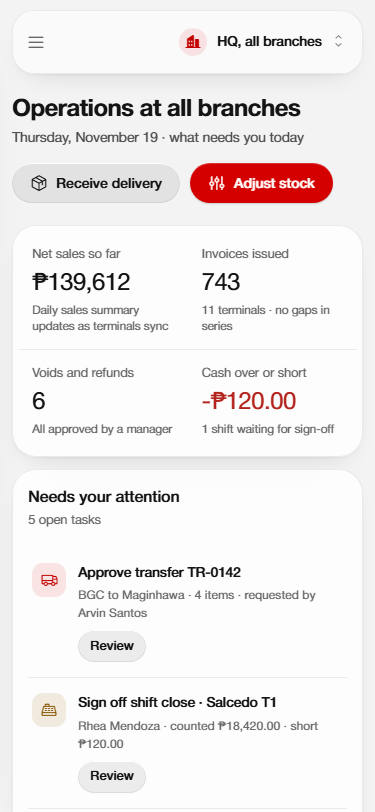 HQ, all branches
Operations at all branches
Thursday, November 19 · what needs you today
Receive delivery
Adjust stock
Net sales so far
₱139,612
Daily sales summary
updates as terminals sync
Invoices issued
743
11 terminals · no gaps in
series
Voids and refunds
6
All approved by a manager
Cash over or short
-₱120.00
1 shift waiting for sign-off
Needs your attention
5 open tasks
Approve transfer TR-0142
BGC to Maginhawa · 4 items · requested by
Arvin Santos
Review
Sign off shift close · Salcedo T1
Rhea Mendoza · counted ₱18,420.00 · short
₱120.00
Review